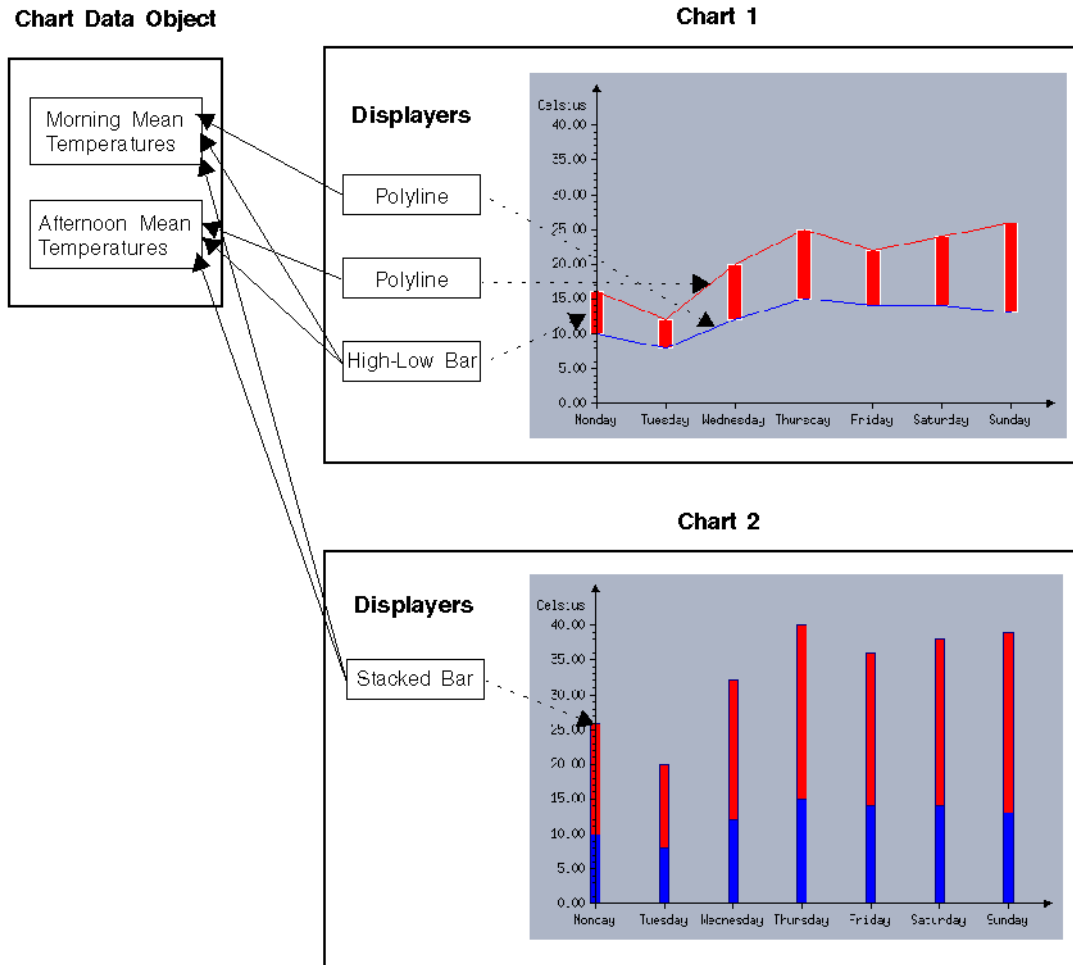 Chart Data Object
Morning Mean
Temperatures
Afternoon Mean
Temperatures
Chart 1
Displayers
Polyline
Polyline
High-Low Bar
Celsius
40.00
35.00
30.00
25.00
20.00
15.00
10.00
5.00
0.00
Monday
Tuesday
Wednesday
Thursday
Friday
Saturday
Sunday
Chart 2
Displayers
Stacked Bar
Celsius
40.00
35.00
30.00
25.00
20.00
15.00
10.00
5.00
0.00
Monday
Tuesday
Wednesday
Thursday
Friday
Saturday
Sunday